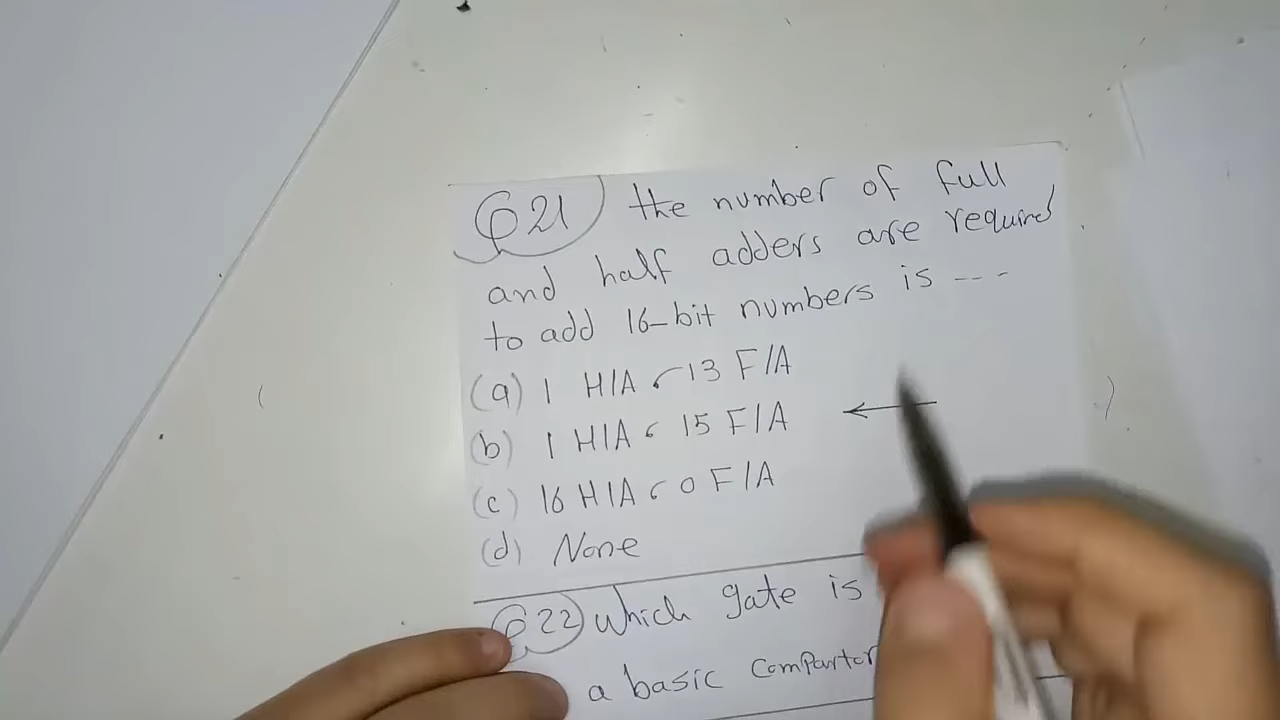 Q21 the number of full
and half adders are required
to add 16-bit numbers is ---
(a) 1 H/A ، 13 F/A
(b) 1 H/A ، 15 F/A
(c) 16 H/A ، 0 F/A
(d) None
Q22 which gate is
a basic Compartor